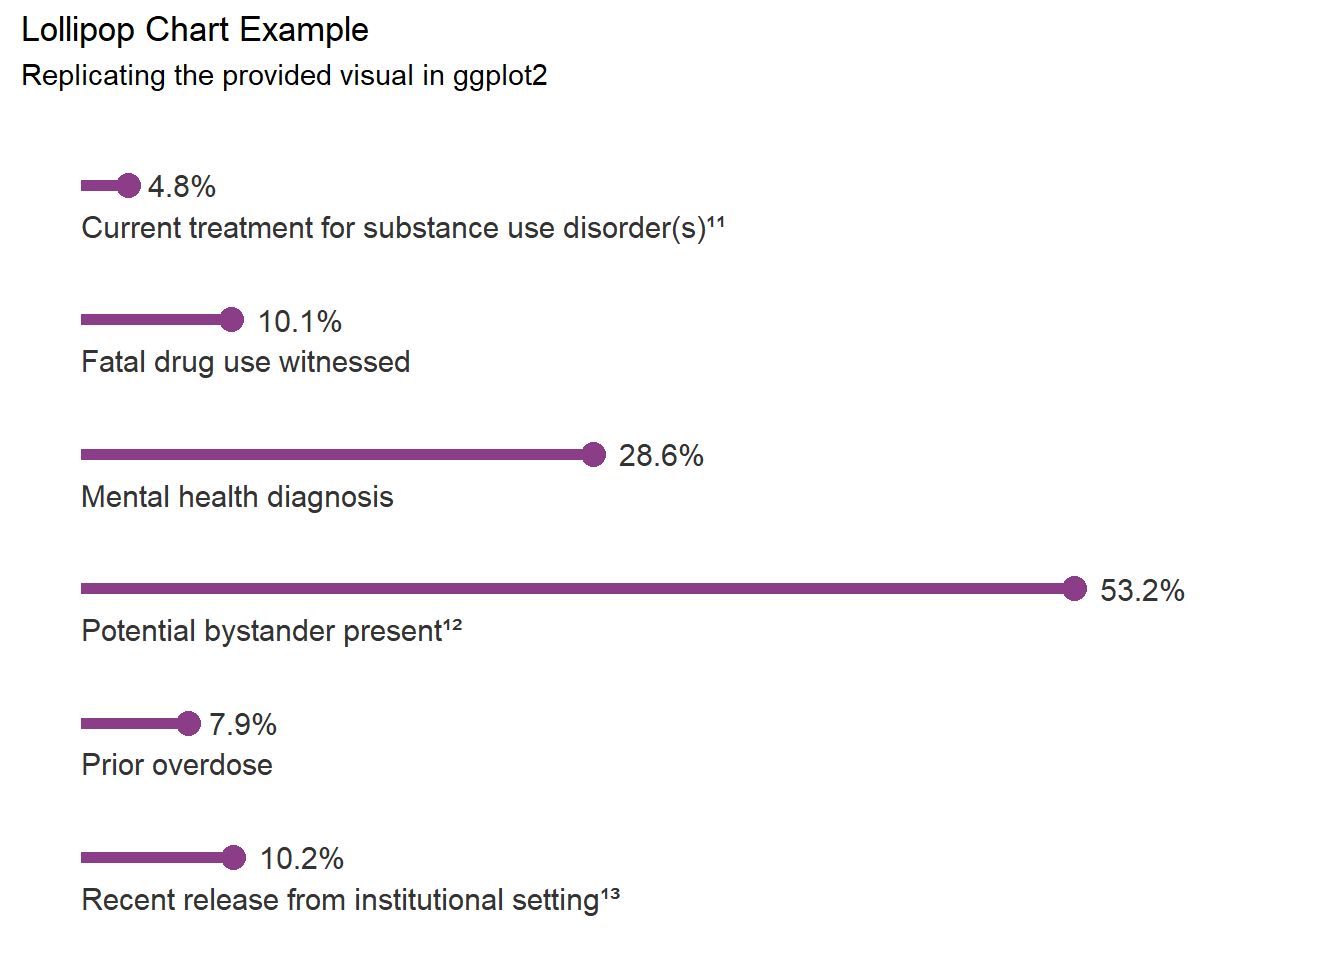 Lollipop Chart Example
Replicating the provided visual in ggplot2
4.8%
Current treatment for substance use disorder(s)¹¹
10.1%
Fatal drug use witnessed
28.6%
Mental health diagnosis
53.2%
Potential bystander present¹²
7.9%
Prior overdose
10.2%
Recent release from institutional setting¹³